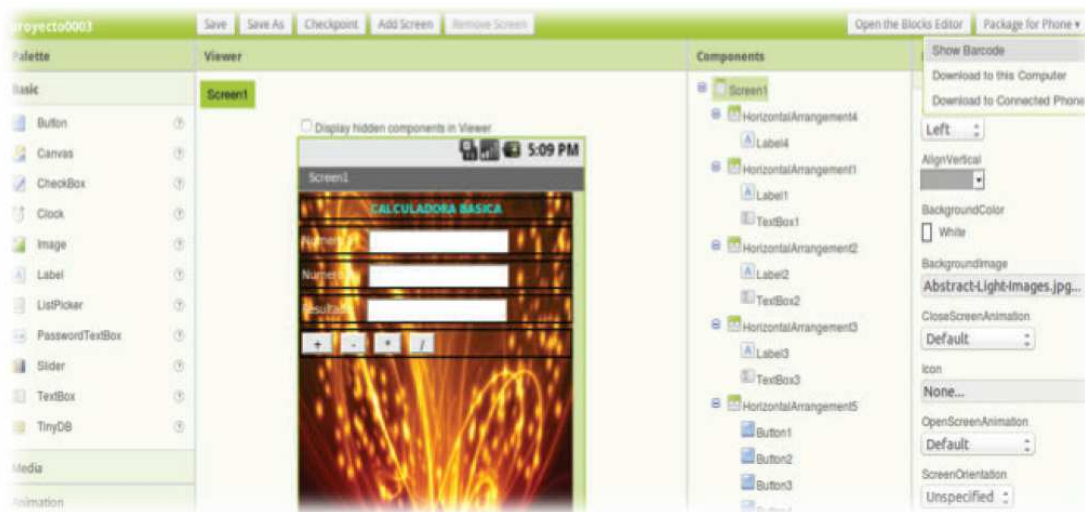 proyecto0003
Save
Save As
Checkpoint
Add Screen
Remove Screen
Open the Blocks Editor
Package for Phone
Show Barcode
Download to this Computer
Download to Connected Phone
Palette
Basic
Button
Canvas
CheckBox
Clock
Image
Label
ListPicker
PasswordTextBox
Slider
TextBox
TinyDB
Media
Animation
Viewer
Screen1
Display hidden components in Viewer
5:09 PM
Screen1
CALCULADORA BASICA
Numero
Numero
Resultado
+
-
*
/
Components
Screen1
HorizontalArrangement4
Label4
HorizontalArrangement1
Label1
TextBox1
HorizontalArrangement2
Label2
TextBox2
HorizontalArrangement3
Label3
TextBox3
HorizontalArrangement5
Button1
Button2
Button3
Left
AlignVertical
BackgroundColor
White
BackgroundImage
Abstract-Light-Images.jpg...
CloseScreenAnimation
Default
Icon
None...
OpenScreenAnimation
Default
ScreenOrientation
Unspecified